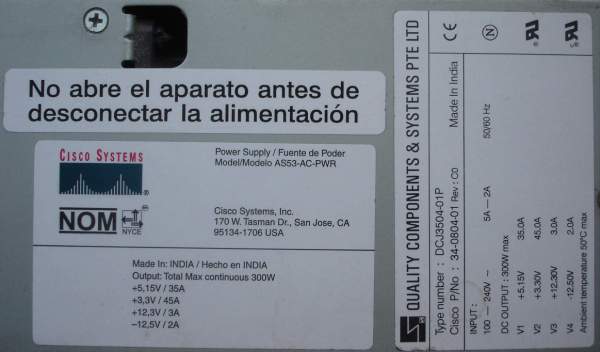 No abre el aparato antes de
desconectar la alimentación
CISCO SYSTEMS
Power Supply / Fuente de Poder
Model/Modelo AS53-AC-PWR
NOM
NYCE
Cisco Systems, Inc.
170 W. Tasman Dr., San Jose, CA
95134-1706 USA
Made In: INDIA / Hecho en INDIA
Output: Total Max continuous 300W
+5,15V / 35A
+3,3V / 45A
+12,3V / 3A
–12,5V / 2A
QUALITY COMPONENTS & SYSTEMS PTE LTD
Type number : DCJ3504-01P
Cisco P/No : 34-0804-01 Rev : C0 Made In India
INPUT :
100 — 240V ~ 5A — 2A 50/60 Hz
DC OUTPUT : 300W max
V1 +5,15V 35.0A
V2 +3,30V 45.0A
V3 +12,30V 3.0A
V4 -12,50V 2.0A
Ambient temperature 50°C max
CE
N